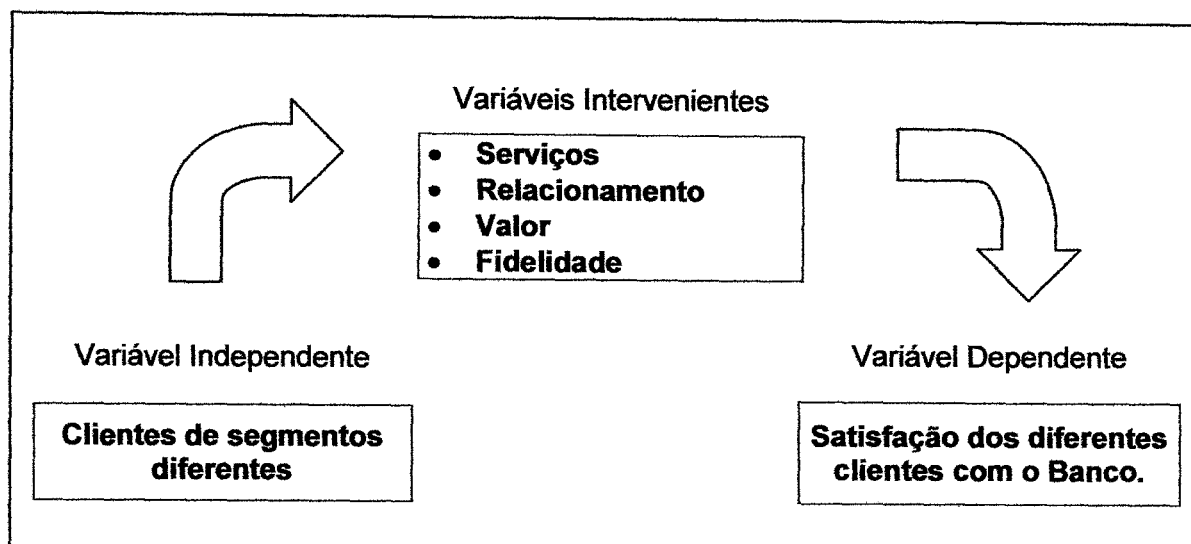 Variáveis Intervenientes
• Serviços
• Relacionamento
• Valor
• Fidelidade
Variável Independente
Clientes de segmentos
diferentes
Variável Dependente
Satisfação dos diferentes
clientes com o Banco.